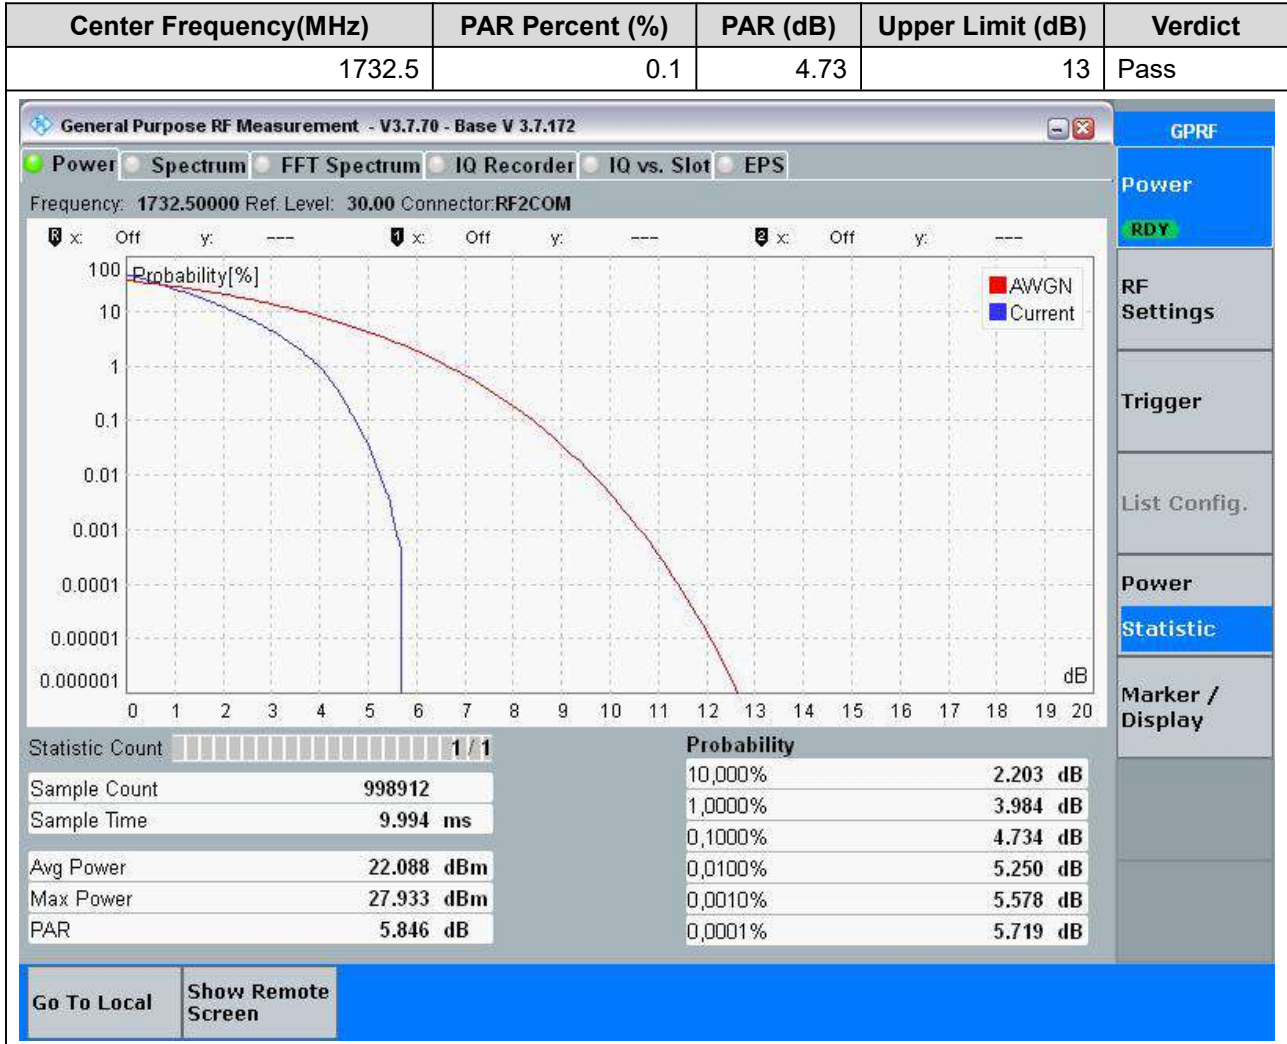 Center Frequency(MHz) PAR Percent (%) PAR (dB) Upper Limit (dB) Verdict
1732.5 0.1 4.73 13 Pass
General Purpose RF Measurement - V3.7.70 - Base V 3.7.172
GPRF
Power Spectrum FFT Spectrum IQ Recorder IQ vs. Slot EPS
Power
RDY
Frequency: 1732.50000 Ref. Level: 30.00 Connector:RF2COM
R x: Off y: --- 1 x: Off y: --- 2 x: Off y: ---
Probability[%]
AWGN
Current
100
10
1
0.1
0.01
0.001
0.0001
0.00001
0.000001
dB
0 1 2 3 4 5 6 7 8 9 10 11 12 13 14 15 16 17 18 19 20
RF
Settings
Trigger
List Config.
Power
Statistic
Marker /
Display
Statistic Count 1 / 1
Sample Count 998912
Sample Time 9.994 ms
Avg Power 22.088 dBm
Max Power 27.933 dBm
PAR 5.846 dB
Probability
10,000% 2.203 dB
1,0000% 3.984 dB
0,1000% 4.734 dB
0,0100% 5.250 dB
0,0010% 5.578 dB
0,0001% 5.719 dB
Go To Local
Show Remote
Screen